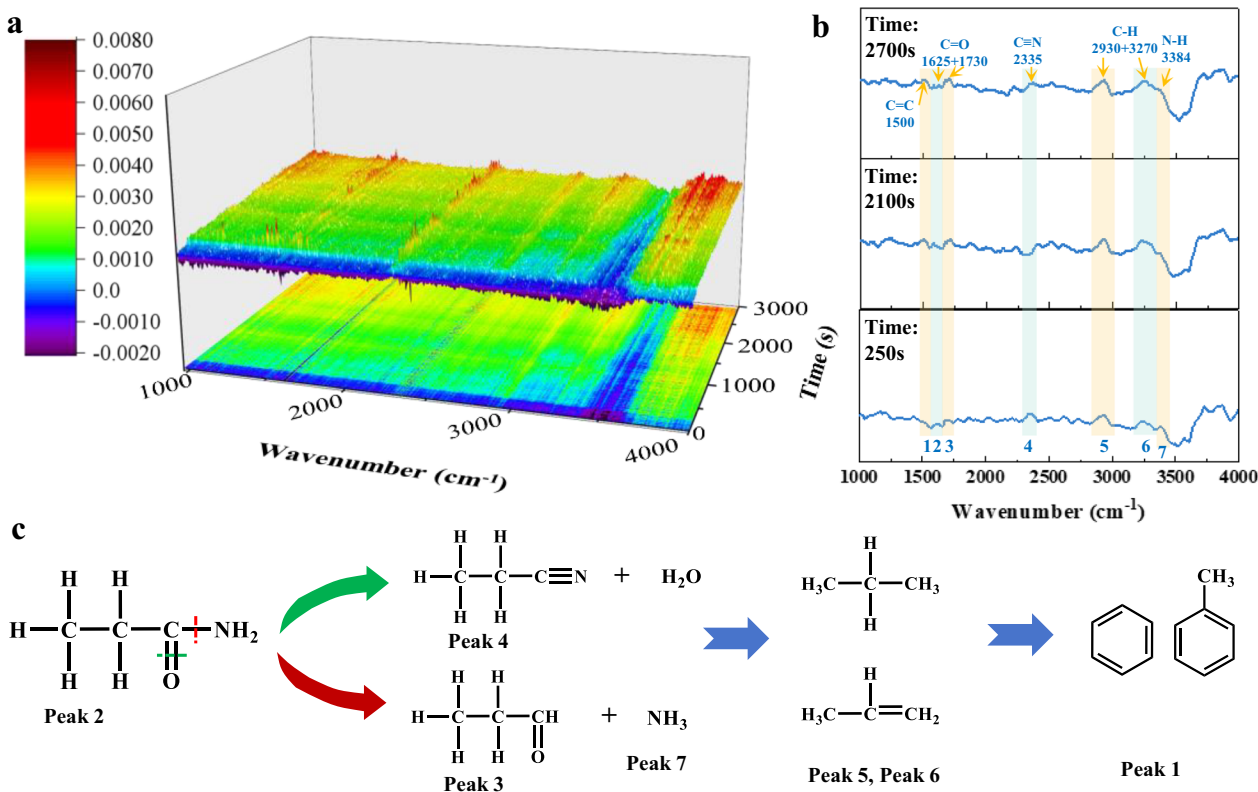 a
0.0080
0.0070
0.0060
0.0050
0.0040
0.0030
0.0020
0.0010
0.0
-0.0010
-0.0020
1000
2000
3000
4000
Wavenumber (cm⁻¹)
0
1000
2000
3000
Time (s)
b
Time:
2700s
C=O
1625+1730
C=C
1500
C≡N
2335
C-H
2930+3270
N-H
3384
Time:
2100s
Time:
250s
1 2 3 4 5 6 7
1000 1500 2000 2500 3000 3500 4000
Wavenumber (cm⁻¹)
c
H H
H C C C NH₂
H H O
Peak 2
H H
H C C C≡N + H₂O
H H
Peak 4
H H
H C C CH + NH₃
H H O
Peak 3 Peak 7
H
H₃C C CH₃
H
H
H₃C C=CH₂
Peak 5, Peak 6
CH₃
Peak 1